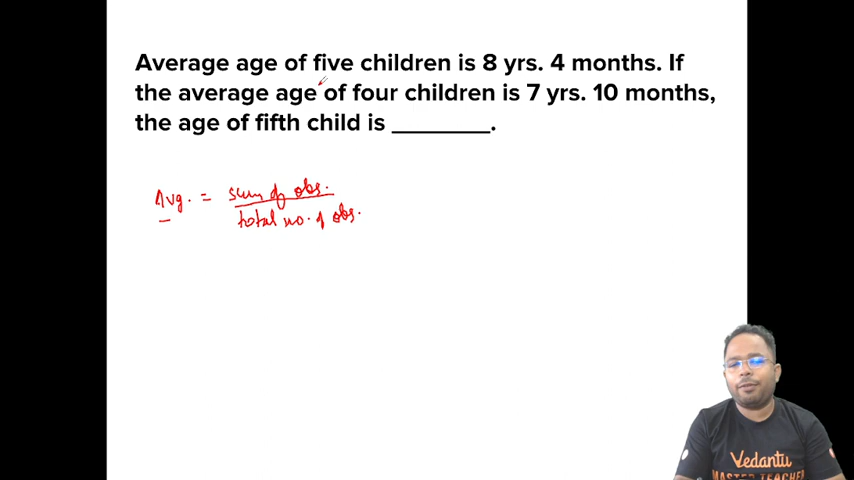 Average age of five children is 8 yrs. 4 months. If
the average age of four children is 7 yrs. 10 months,
the age of fifth child is ________.
Avg. = sum of obs.
total no. of obs.
Vedantu
MASTER TEACHER